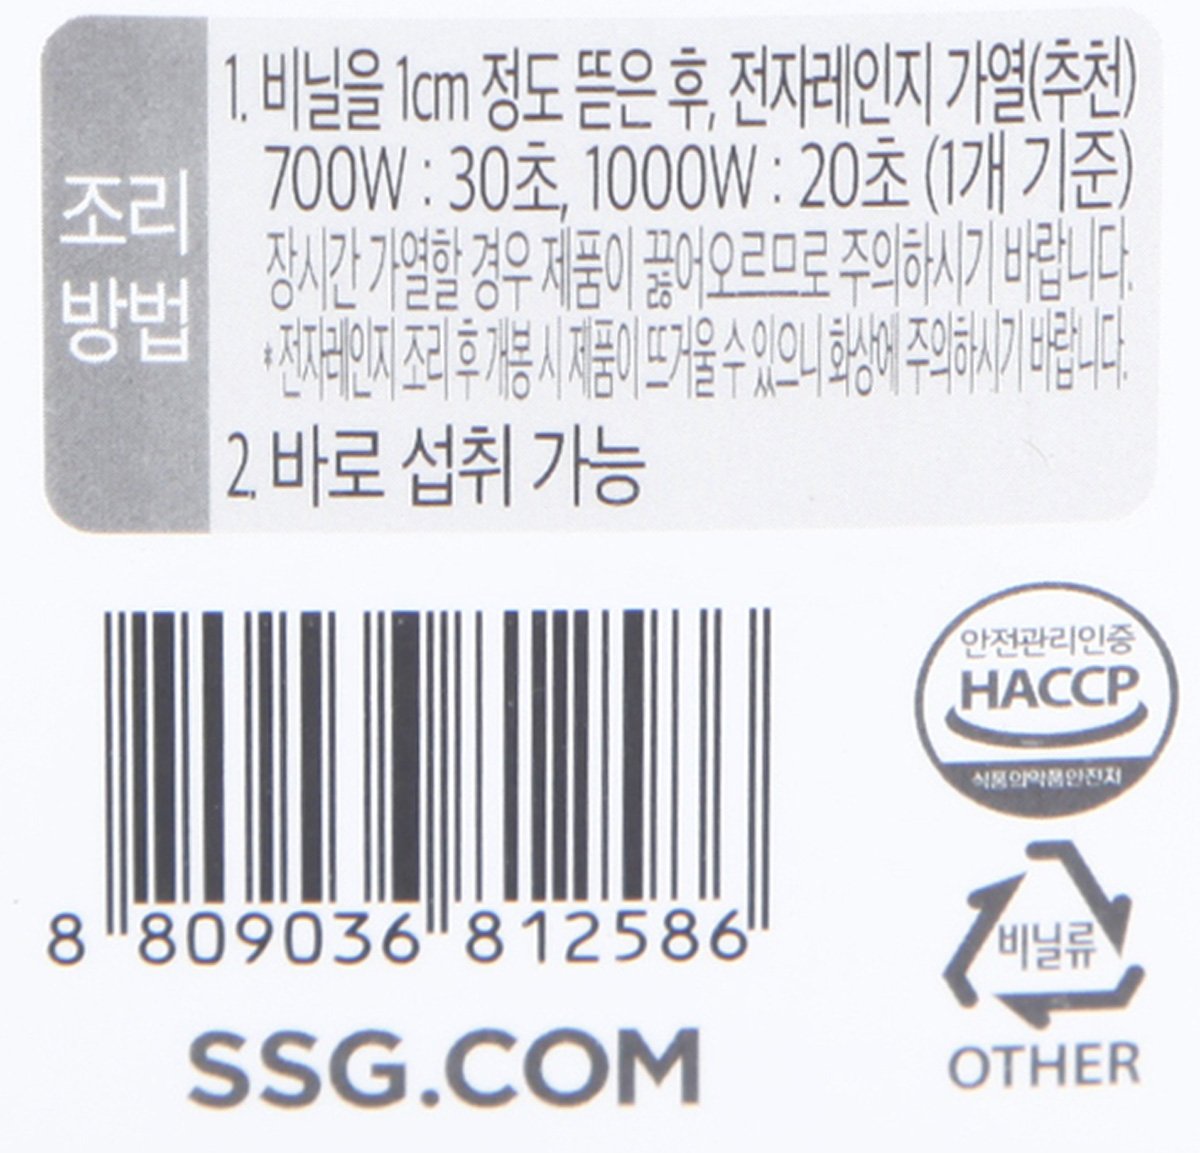 조리
방법
1. 비닐을 1cm 정도 뜯은 후, 전자레인지 가열(추천)
700W : 30초, 1000W : 20초 (1개 기준)
장시간 가열할 경우 제품이 끓어오르므로 주의하시기 바랍니다.
*전자레인지 조리 후 개봉 시 제품이 뜨거울 수 있으니 화상에 주의하시기 바랍니다.
2. 바로 섭취 가능
안전관리인증
HACCP
식품의약품안전처
8 809036 812586
비닐류
OTHER
SSG.COM